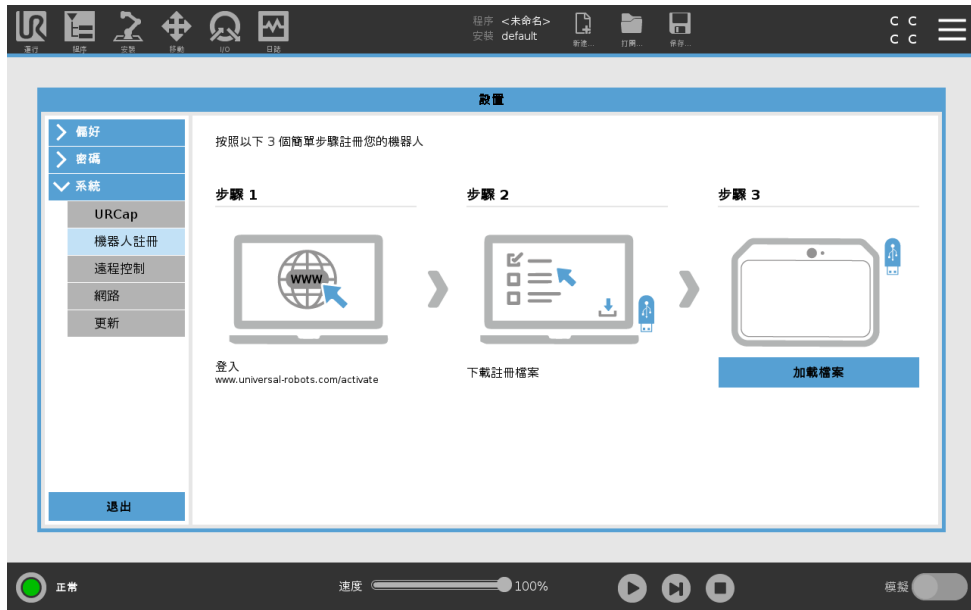 UR
運行
程序
安裝
移動
I/O
日誌
程序 <未命名>
安裝 default
新建...
打開...
保存...
C C
C C
設置
偏好
密碼
系統
URCap
機器人註冊
遠程控制
網路
更新
退出
按照以下 3 個簡單步驟註冊您的機器人
步驟 1
WWW
登入
www.universal-robots.com/activate
步驟 2
下載註冊檔案
步驟 3
加載檔案
正常
速度
100%
模擬